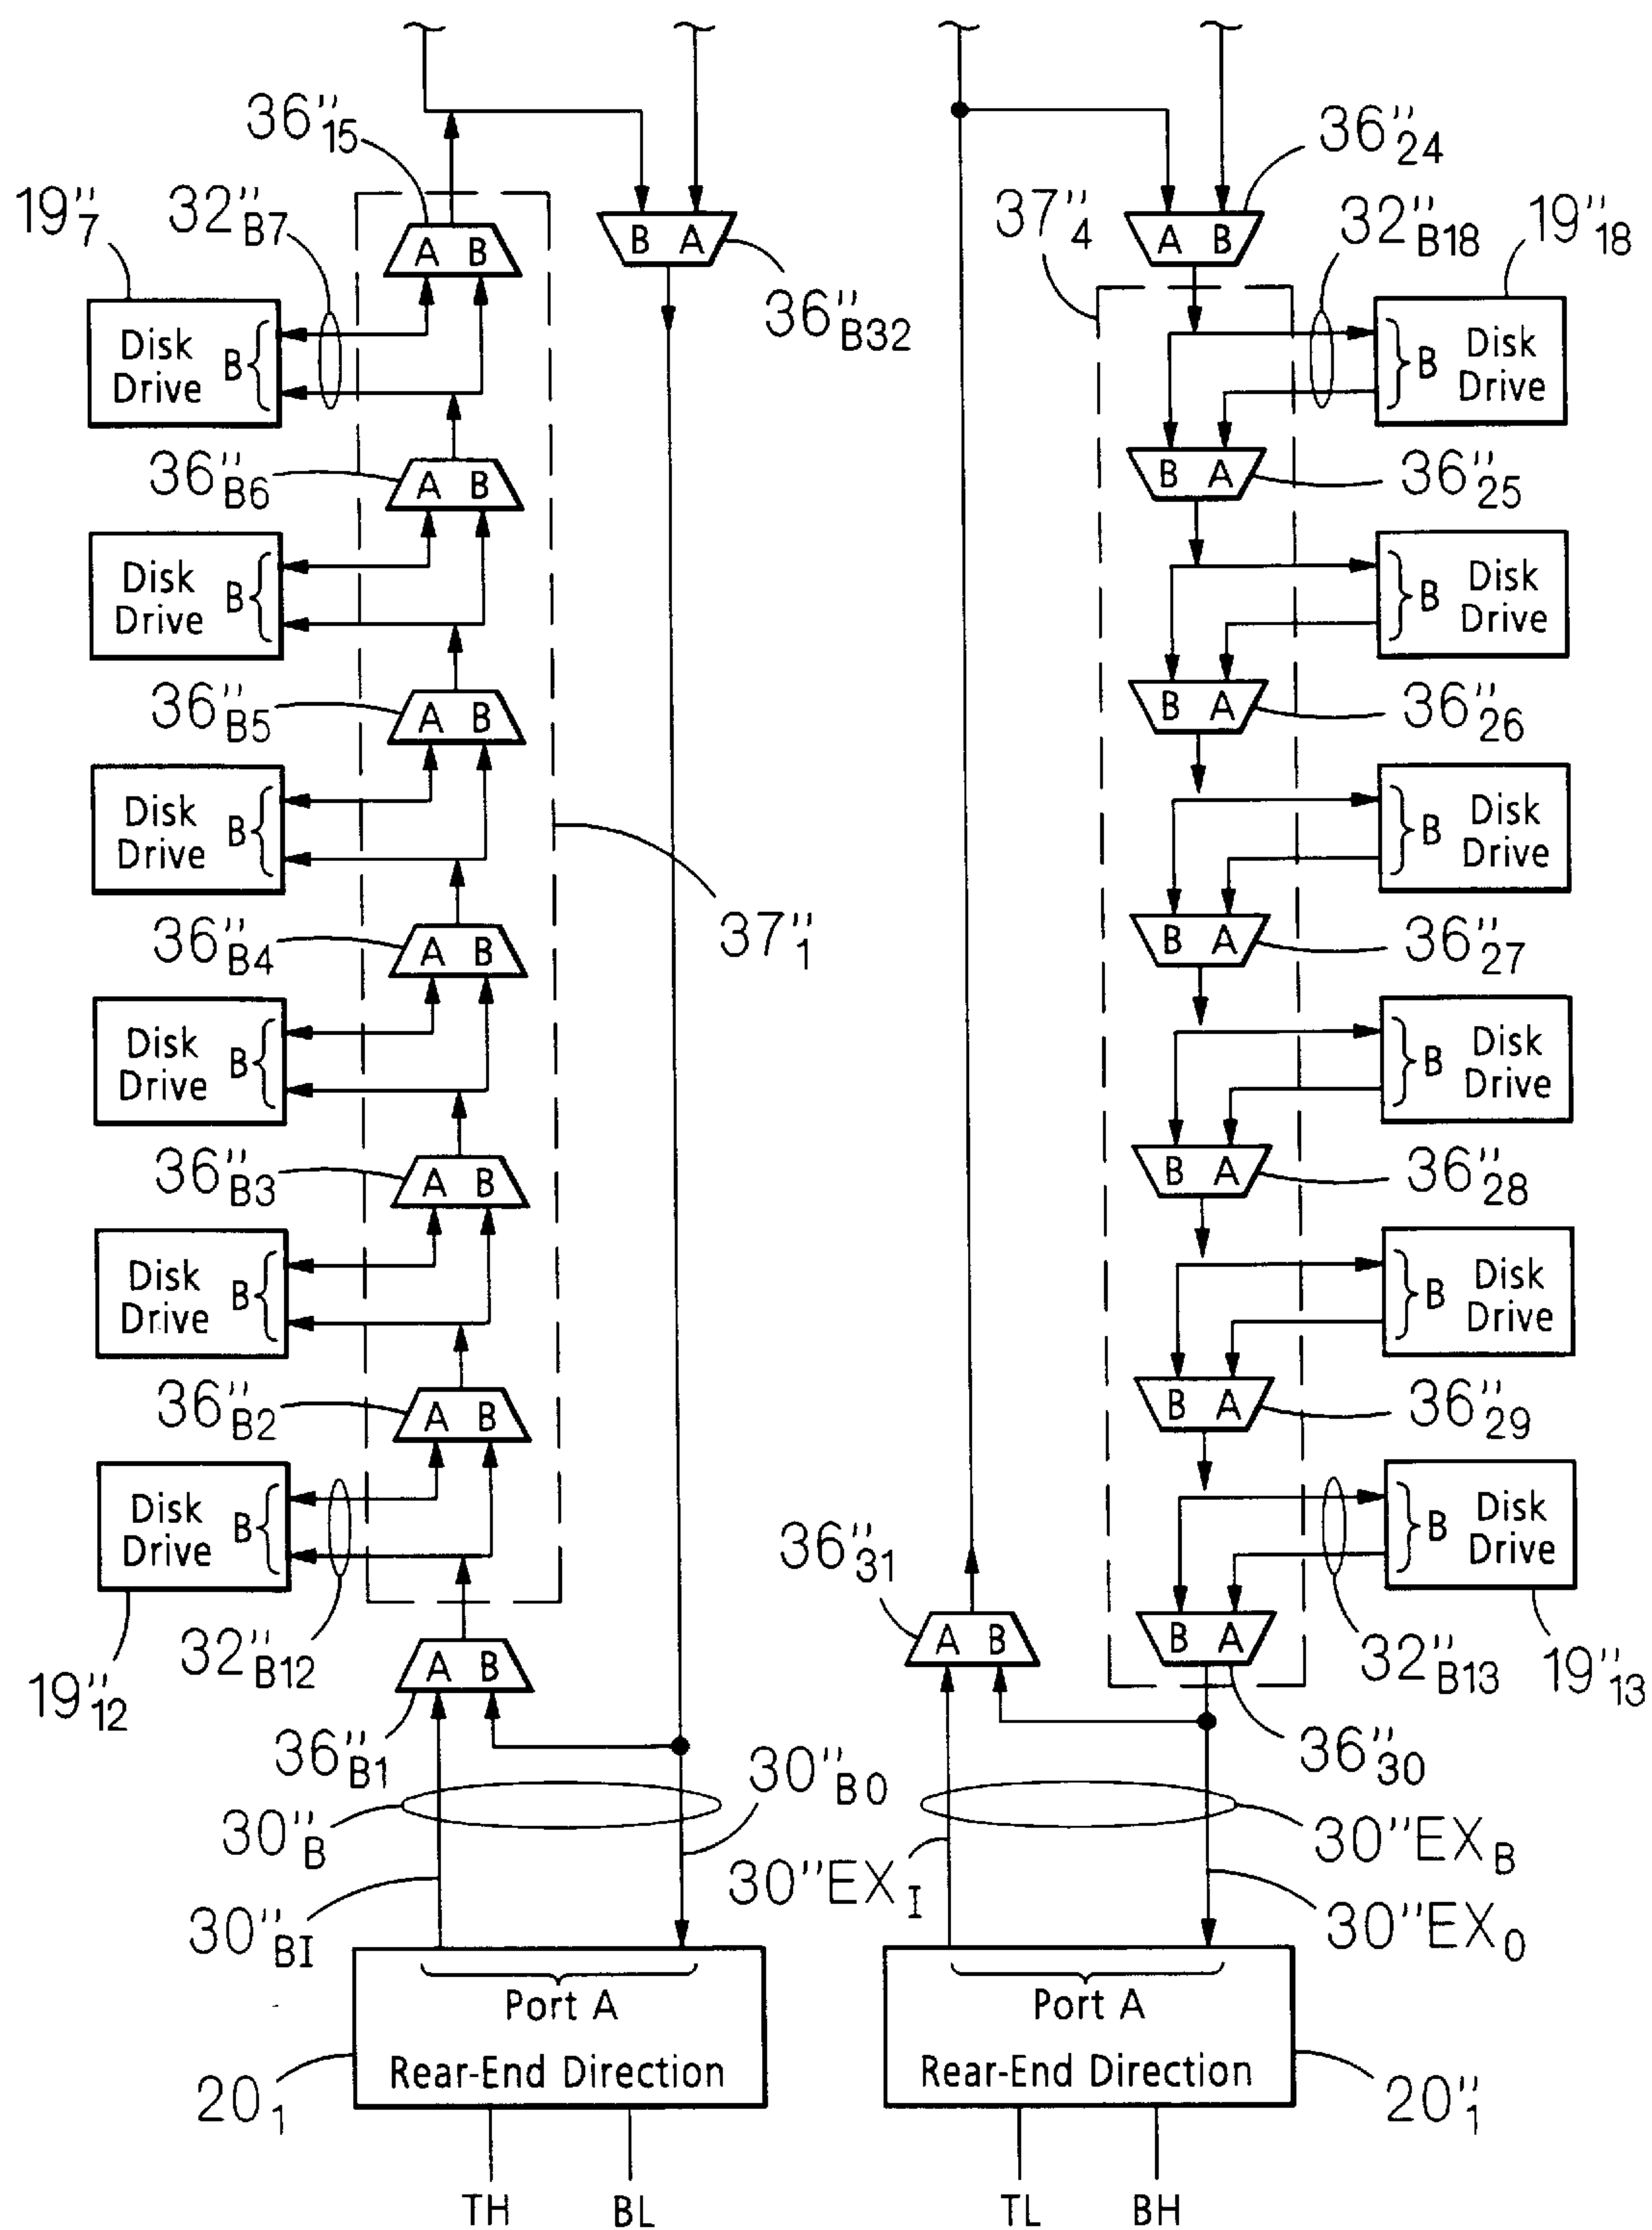 36"15
36"24
19"7
32"B7
37"4
32"B18
19"18
A B
B A
A B
36"B32
Disk
Drive
B
B
Disk
Drive
36"B6
A B
B A
36"25
Disk
Drive
B
B
Disk
Drive
36"B5
A B
B A
36"26
Disk
Drive
B
B
Disk
Drive
37"1
36"B4
A B
B A
36"27
Disk
Drive
B
B
Disk
Drive
36"B3
A B
B A
36"28
Disk
Drive
B
B
Disk
Drive
36"B2
A B
B A
36"29
Disk
Drive
B
B
Disk
Drive
36"31
19"12
32"B12
A B
A B
B A
32"B13
19"13
36"B1
30"B0
36"30
30"B
30"EXI
30"EXB
30"BI
30"EX0
Port A
Rear-End Direction
Port A
Rear-End Direction
201
20"1
TH
BL
TL
BH